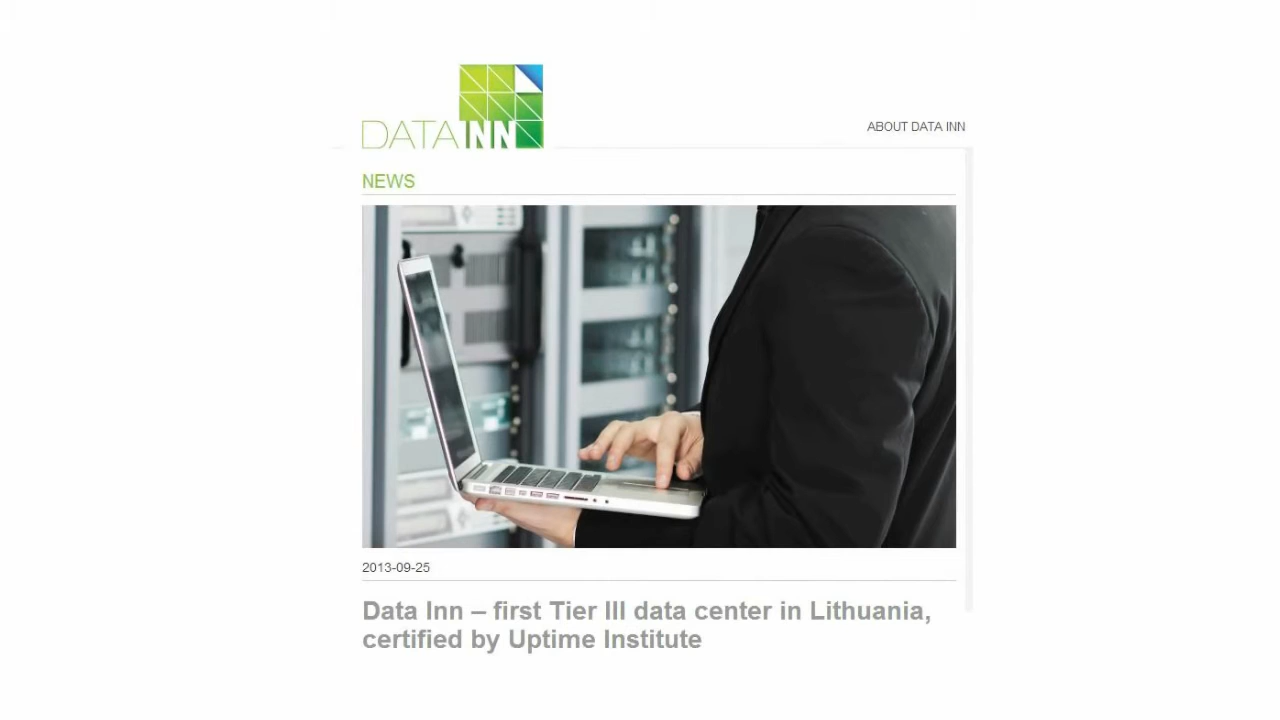 DATA INN
ABOUT DATA INN
NEWS
2013-09-25
Data Inn – first Tier III data center in Lithuania,
certified by Uptime Institute